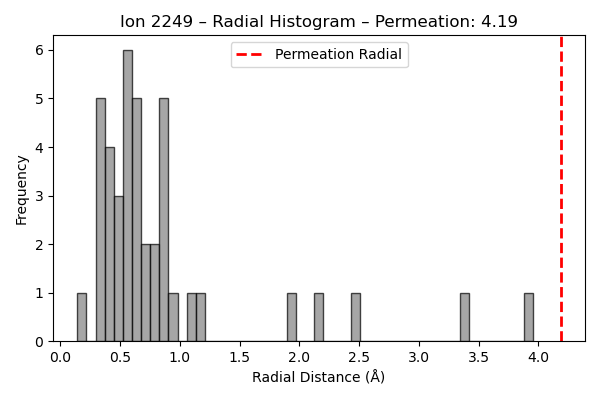 Ion 2249 – Radial Histogram – Permeation: 4.19
Permeation Radial
Frequency
6
5
4
3
2
1
0
0.0 0.5 1.0 1.5 2.0 2.5 3.0 3.5 4.0
Radial Distance (Å)